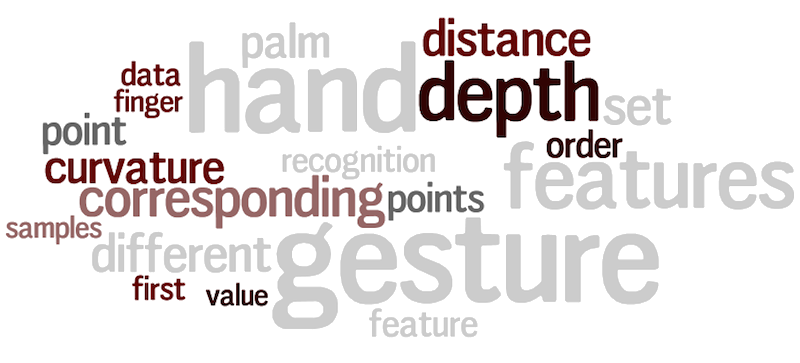 palm
distance
data
hand
depth
finger
set
point
order
recognition
features
curvature
corresponding
points
samples
different
gesture
first
value
feature